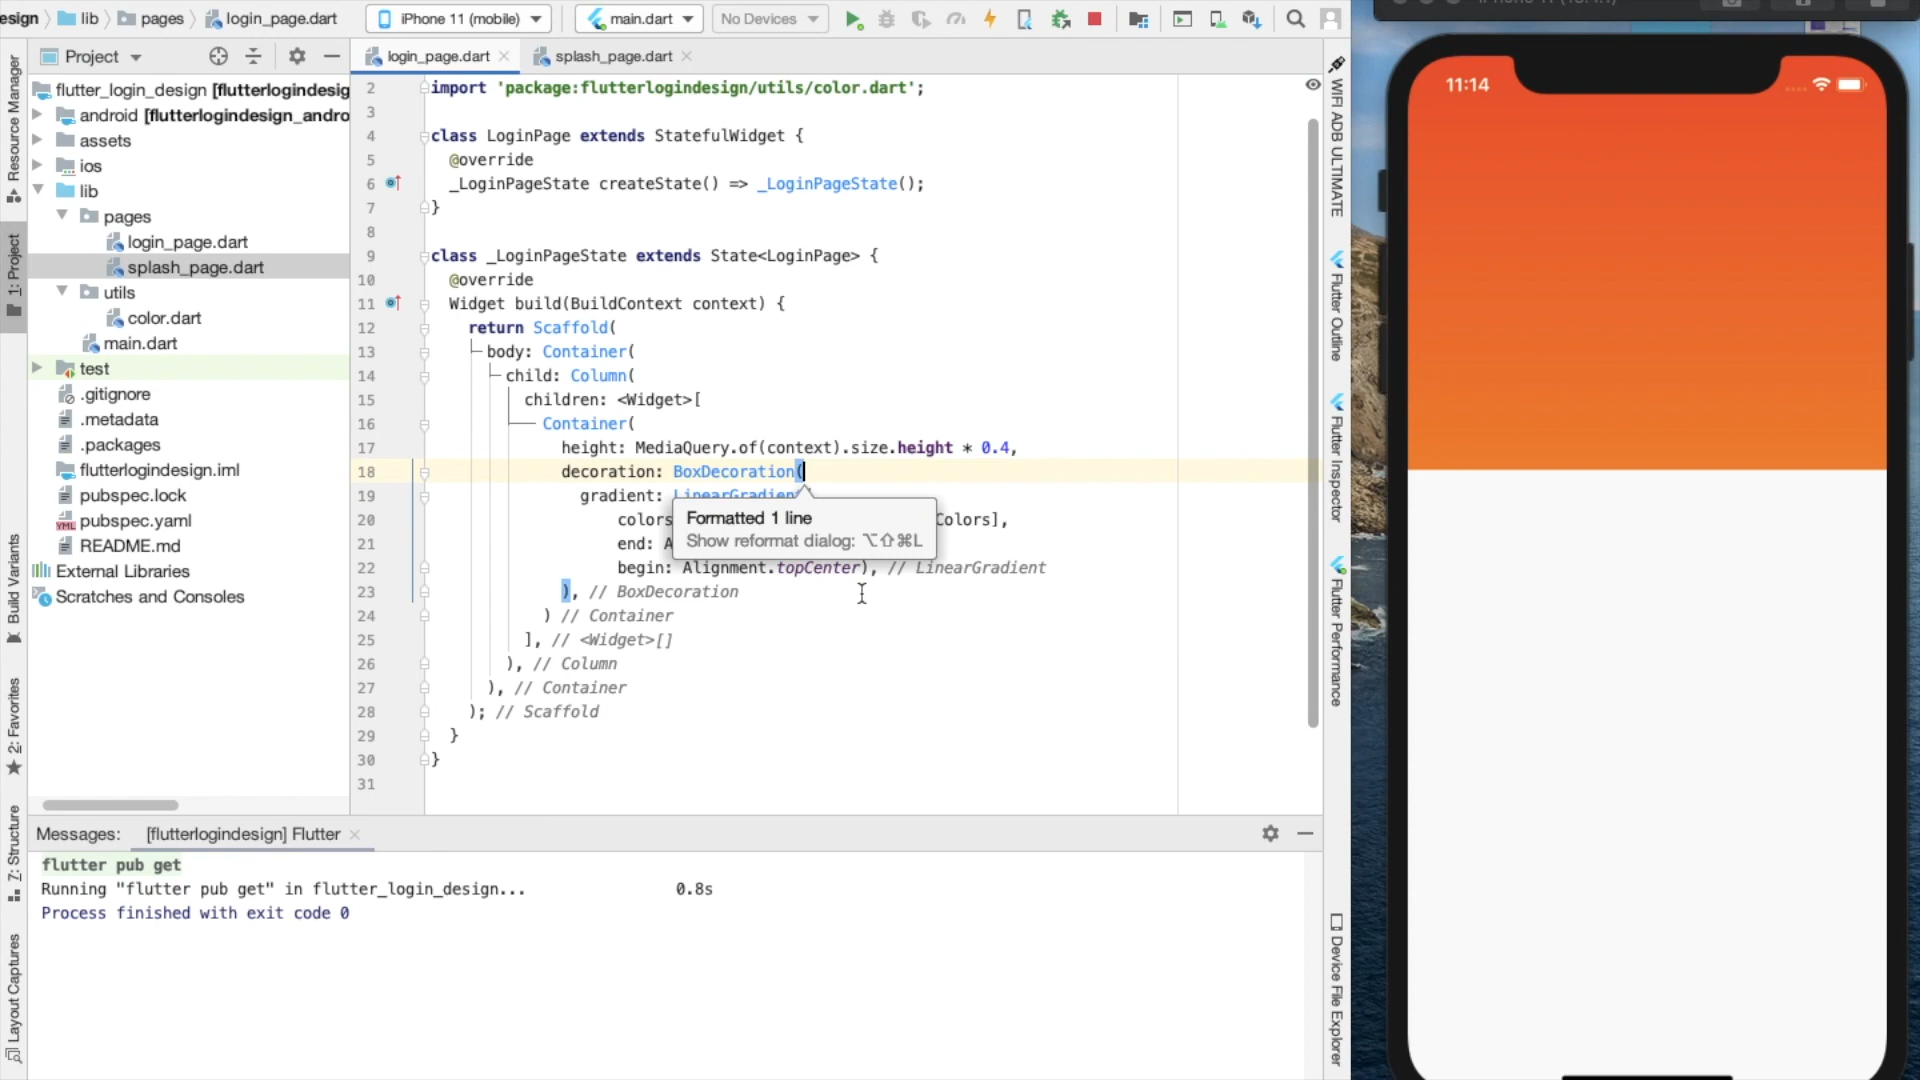 esign lib pages login_page.dart iPhone 11 (mobile) main.dart No Devices
Project
login_page.dart splash_page.dart
flutter_login_design [flutterlogindesig
android [flutterlogindesign_andro
assets
ios
lib
pages
login_page.dart
splash_page.dart
utils
color.dart
main.dart
test
.gitignore
.metadata
.packages
flutterlogindesign.iml
pubspec.lock
pubspec.yaml
README.md
External Libraries
Scratches and Consoles
Resource Manager
1: Project
Build Variants
2: Favorites
7: Structure
Layout Captures
2 import 'package:flutterlogindesign/utils/color.dart';
3
4 class LoginPage extends StatefulWidget {
5 @override
6 _LoginPageState createState() => _LoginPageState();
7 }
8
9 class _LoginPageState extends State<LoginPage> {
10 @override
11 Widget build(BuildContext context) {
12 return Scaffold(
13 body: Container(
14 child: Column(
15 children: <Widget>[
16 Container(
17 height: MediaQuery.of(context).size.height * 0.4,
18 decoration: BoxDecoration(
19 gradient: LinearGradient
20 colors Colors],
21 end: A
22 begin: Alignment.topCenter), // LinearGradient
23 ), // BoxDecoration
24 ) // Container
25 ], // <Widget>[]
26 ), // Column
27 ), // Container
28 ); // Scaffold
29 }
30 }
31
Formatted 1 line
Show reformat dialog: ⌥⇧⌘L
WIFI ADB ULTIMATE
Flutter Outline
Flutter Inspector
Flutter Performance
Device File Explorer
Messages: [flutterlogindesign] Flutter
flutter pub get
Running "flutter pub get" in flutter_login_design... 0.8s
Process finished with exit code 0
11:14